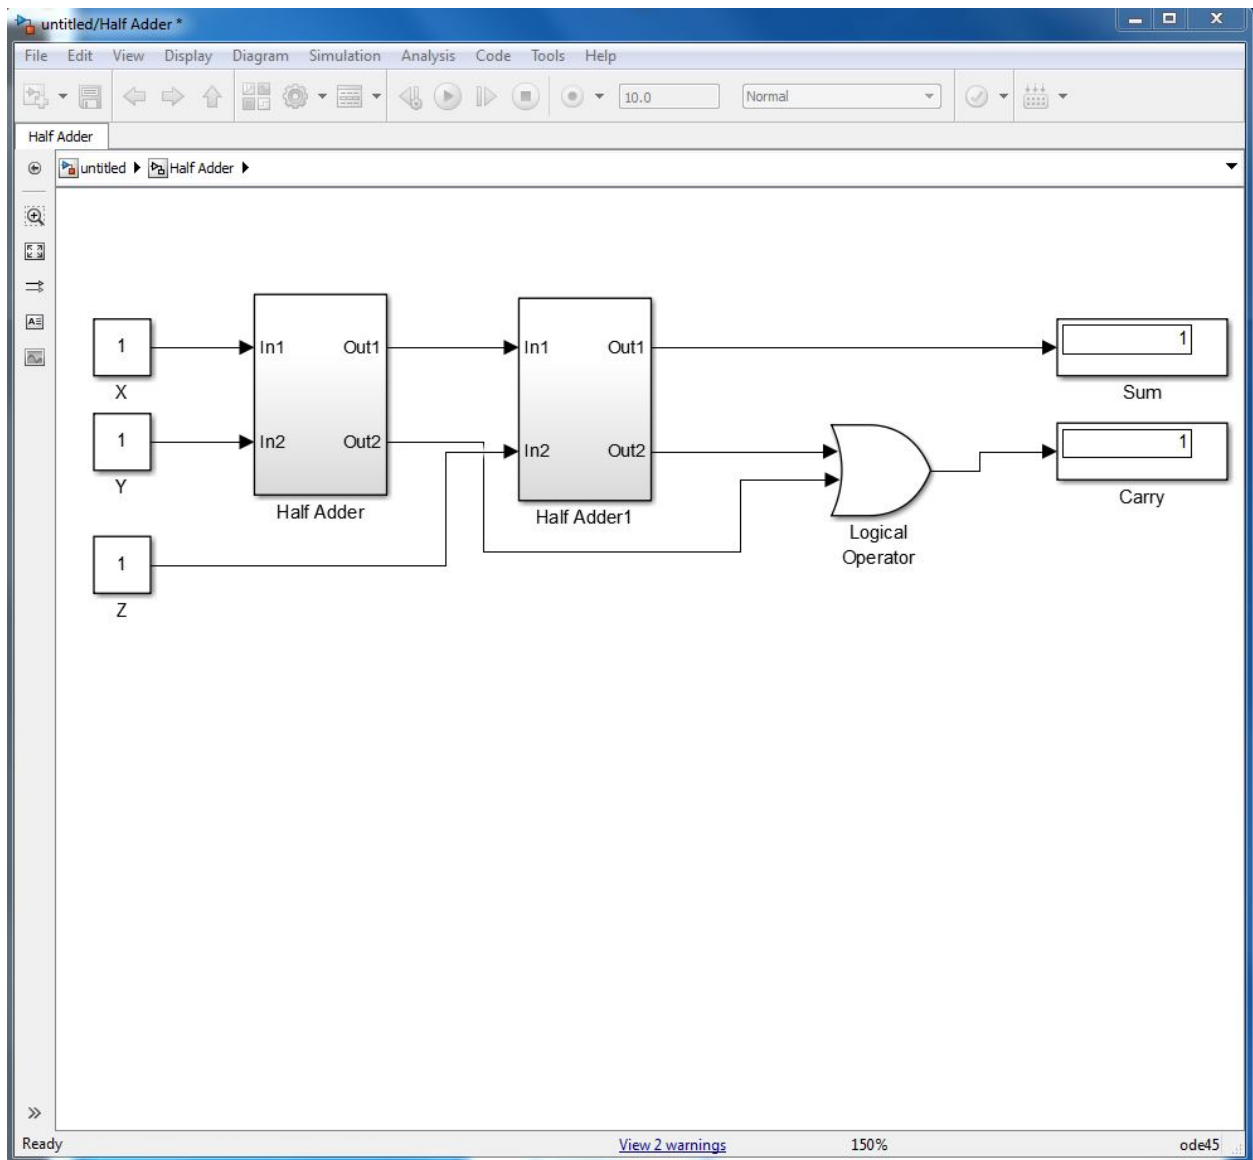 untitled/Half Adder *
File Edit View Display Diagram Simulation Analysis Code Tools Help
10.0 Normal
Half Adder
untitled Half Adder
1
X
1
Y
1
Z
In1 Out1
In2 Out2
Half Adder
In1 Out1
In2 Out2
Half Adder1
Logical
Operator
1
Sum
1
Carry
Ready View 2 warnings 150% ode45